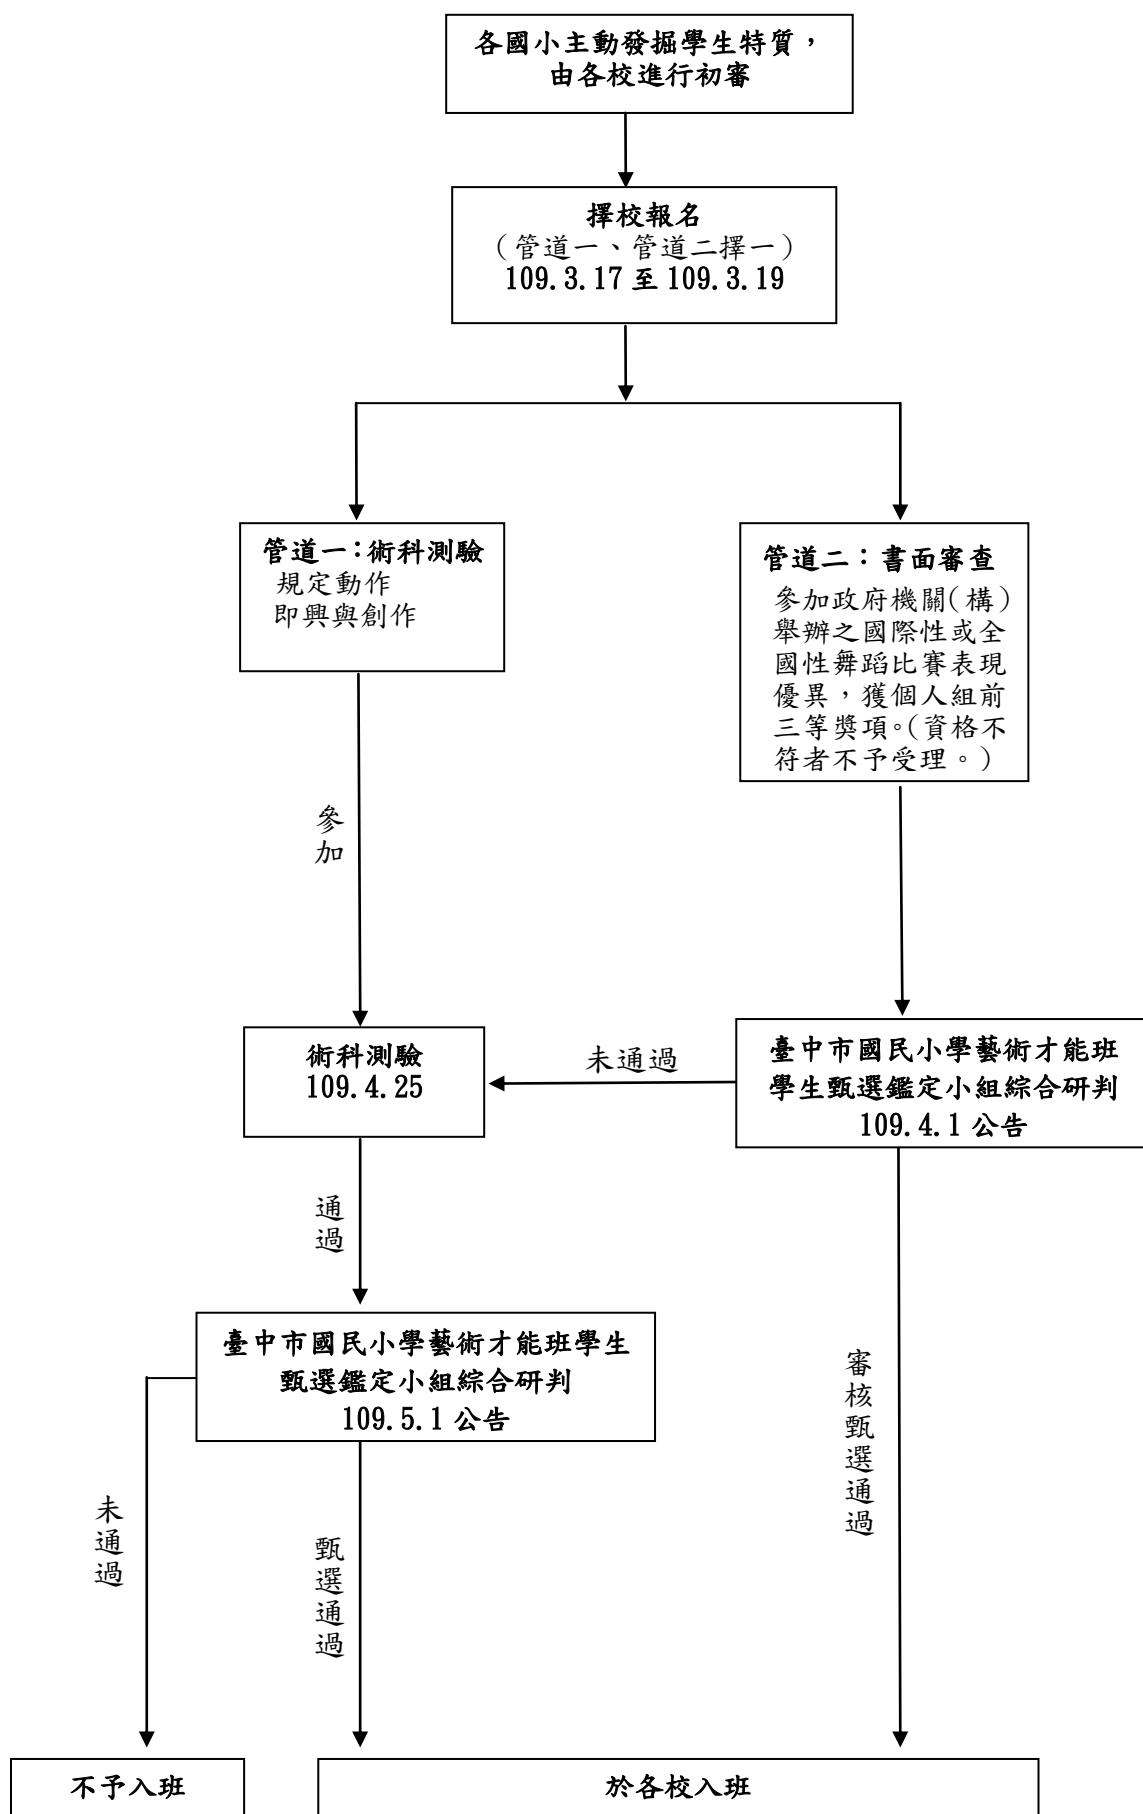 各國小主動發掘學生特質，
由各校進行初審
擇校報名
（管道一、管道二擇一）
109.3.17 至 109.3.19
管道一：術科測驗
規定動作
即興與創作
管道二：書面審查
參加政府機關(構)
舉辦之國際性或全
國性舞蹈比賽表現
優異，獲個人組前
三等獎項。(資格不
符者不予受理。)
參加
術科測驗
109.4.25
未通過
臺中市國民小學藝術才能班
學生甄選鑑定小組綜合研判
109.4.1 公告
通過
臺中市國民小學藝術才能班學生
甄選鑑定小組綜合研判
109.5.1 公告
審核甄選通過
未通過
甄選通過
不予入班
於各校入班